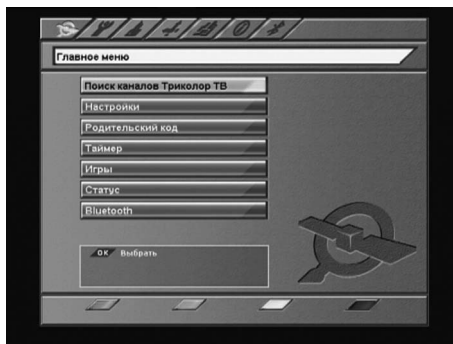 Главное меню
Поиск каналов Триколор ТВ
Настройки
Родительский код
Таймер
Игры
Статус
Bluetooth
OK Выбрать